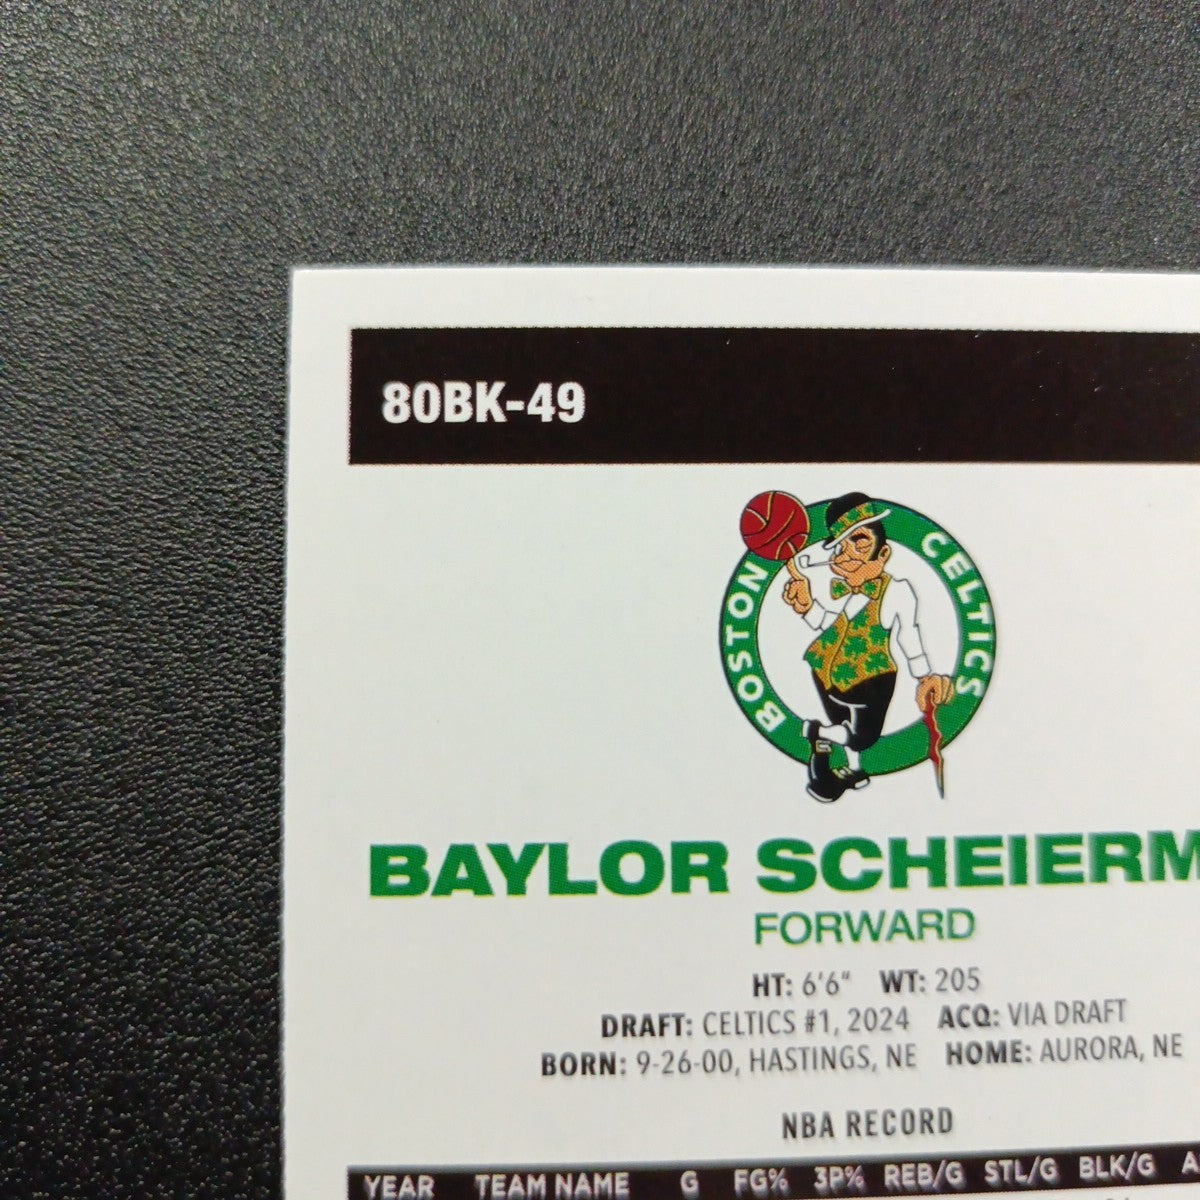 80BK-49
BOSTON CELTICS
BAYLOR SCHEIERM
FORWARD
HT: 6'6" WT: 205
DRAFT: CELTICS #1, 2024 ACQ: VIA DRAFT
BORN: 9-26-00, HASTINGS, NE HOME: AURORA, NE
NBA RECORD
YEAR TEAM NAME G FG% 3P% REB/G STL/G BLK/G A